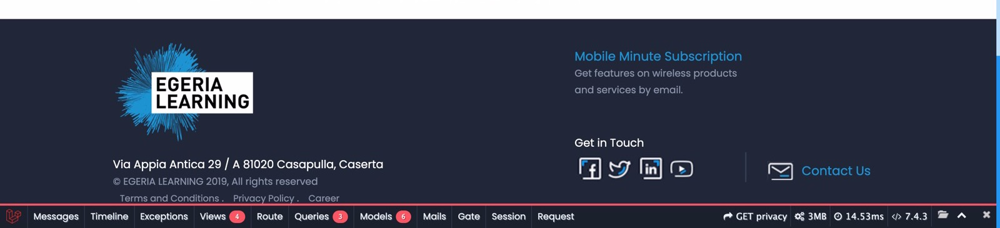 EGERIA
LEARNING
Via Appia Antica 29 / A 81020 Casapulla, Caserta
© EGERIA LEARNING 2019, All rights reserved
Terms and Conditions . Privacy Policy . Career
Mobile Minute Subscription
Get features on wireless products
and services by email.
Get in Touch
in
Contact Us
Messages Timeline Exceptions Views 4 Route Queries 3 Models 6 Mails Gate Session Request GET privacy 3MB 14.53ms </> 7.4.3